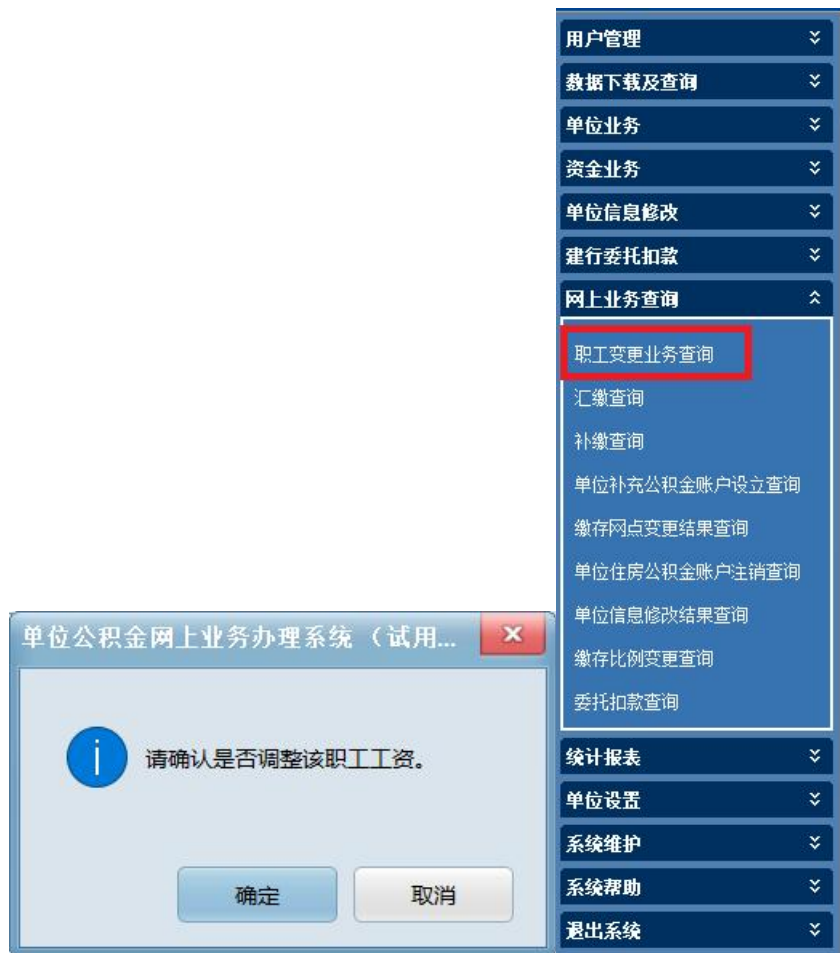 用户管理
数据下载及查询
单位业务
资金业务
单位信息修改
建行委托扣款
网上业务查询
职工变更业务查询
汇缴查询
补缴查询
单位补充公积金账户设立查询
缴存网点变更结果查询
单位住房公积金账户注销查询
单位信息修改结果查询
缴存比例变更查询
委托扣款查询
统计报表
单位设置
系统维护
系统帮助
退出系统
单位公积金网上业务办理系统 （试用...
请确认是否调整该职工工资。
确定
取消